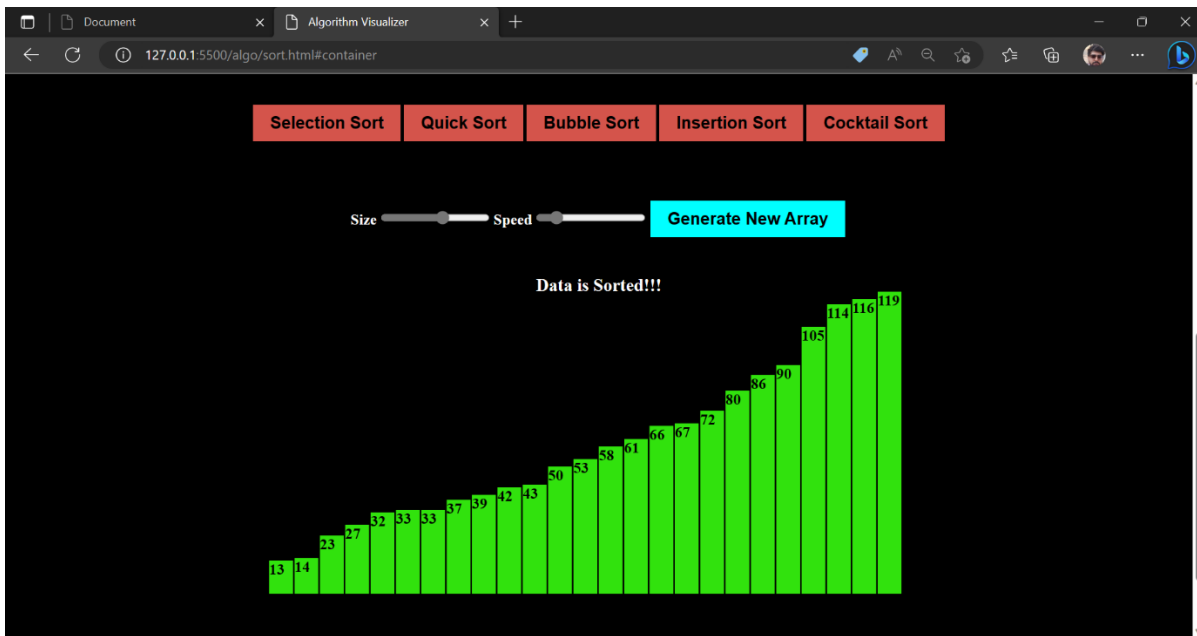 Document
Algorithm Visualizer
127.0.0.1:5500/algo/sort.html#container
Selection Sort Quick Sort Bubble Sort Insertion Sort Cocktail Sort
Size Speed Generate New Array
Data is Sorted!!!
13 14 23 27 32 33 33 37 39 42 43 50 53 58 61 66 67 72 80 86 90 105 114 116 119